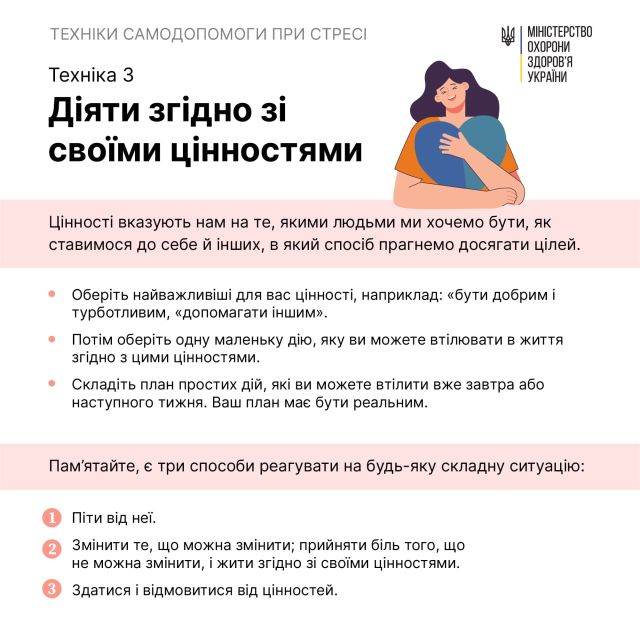 ТЕХНІКИ САМОДОПОМОГИ ПРИ СТРЕСІ
МІНІСТЕРСТВО
ОХОРОНИ
ЗДОРОВ'Я
УКРАЇНИ
Техніка 3
Діяти згідно зі
своїми цінностями
Цінності вказують нам на те, якими людьми ми хочемо бути, як
ставимося до себе й інших, в який спосіб прагнемо досягати цілей.
• Оберіть найважливіші для вас цінності, наприклад: «бути добрим і
турботливим, «допомагати іншим».
• Потім оберіть одну маленьку дію, яку ви можете втілювати в життя
згідно з цими цінностями.
• Складіть план простих дій, які ви можете втілити вже завтра або
наступного тижня. Ваш план має бути реальним.
Пам'ятайте, є три способи реагувати на будь-яку складну ситуацію:
1 Піти від неї.
2 Змінити те, що можна змінити; прийняти біль того, що
не можна змінити, і жити згідно зі своїми цінностями.
3 Здатися і відмовитися від цінностей.